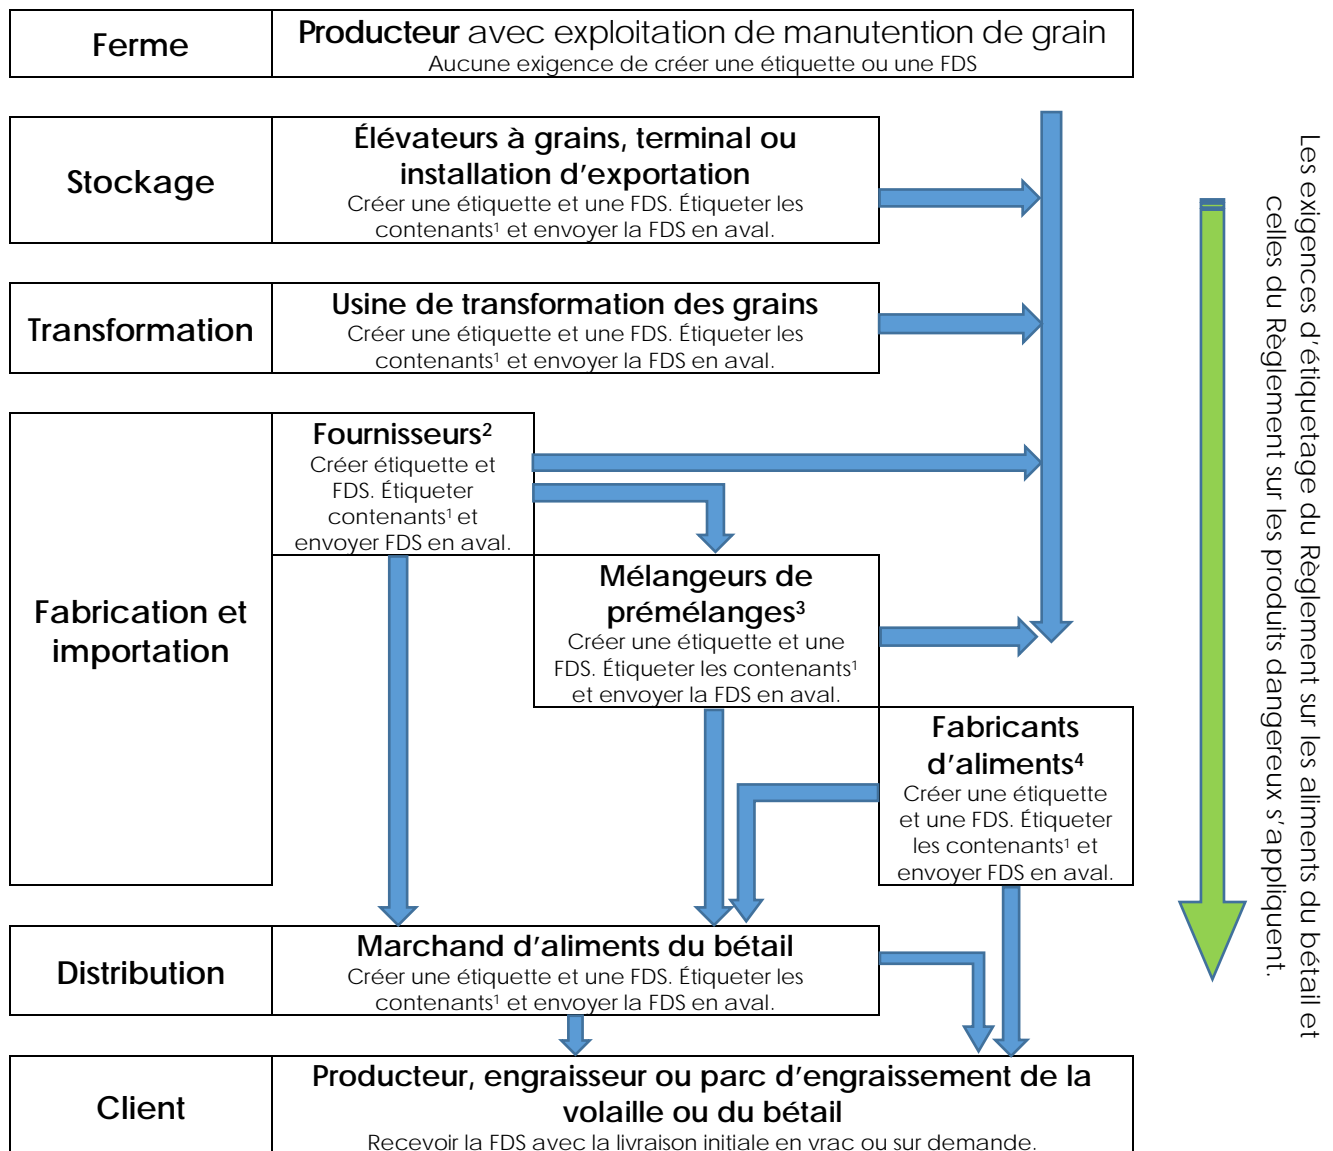 Ferme
Producteur avec exploitation de manutention de grain
Aucune exigence de créer une étiquette ou une FDS
Stockage
Élévateurs à grains, terminal ou
installation d’exportation
Créer une étiquette et une FDS. Étiqueter les
contenants¹ et envoyer la FDS en aval.
Transformation
Usine de transformation des grains
Créer une étiquette et une FDS. Étiqueter les
contenants¹ et envoyer la FDS en aval.
Fabrication et
importation
Fournisseurs²
Créer étiquette et
FDS. Étiqueter
contenants¹ et
envoyer FDS en aval.
Mélangeurs de
prémélanges³
Créer une étiquette et une
FDS. Étiqueter les contenants¹
et envoyer la FDS en aval.
Fabricants
d’aliments⁴
Créer une étiquette
et une FDS. Étiqueter
les contenants¹ et
envoyer FDS en aval.
Distribution
Marchand d’aliments du bétail
Créer une étiquette et une FDS. Étiqueter les
contenants¹ et envoyer la FDS en aval.
Client
Producteur, engraisseur ou parc d’engraissement de la
volaille ou du bétail
Recevoir la FDS avec la livraison initiale en vrac ou sur demande.
Les exigences d’étiquetage du Règlement sur les aliments du bétail et
celles du Règlement sur les produits dangereux s’appliquent.